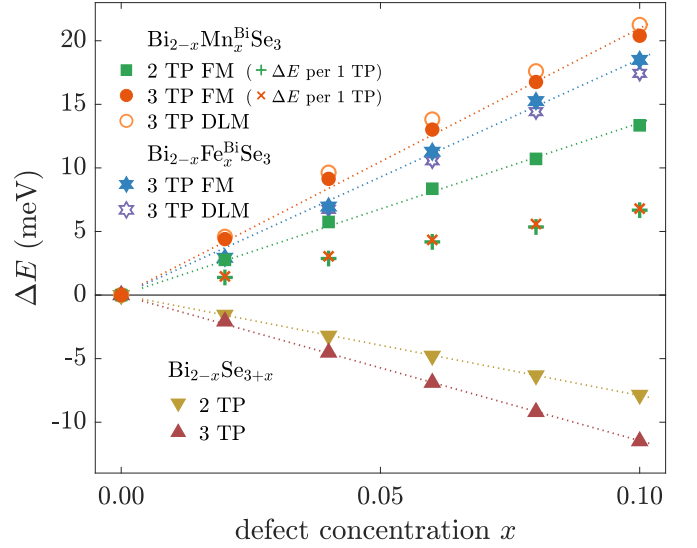 20
15
10
5
0
-5
-10
ΔE (meV)
Bi₂₋ₓMnₓᴮⁱSe₃
2 TP FM ( + ΔE per 1 TP)
3 TP FM ( × ΔE per 1 TP)
3 TP DLM
Bi₂₋ₓFeₓᴮⁱSe₃
3 TP FM
3 TP DLM
Bi₂₋ₓSe₃₊ₓ
2 TP
3 TP
0.00 0.05 0.10
defect concentration x